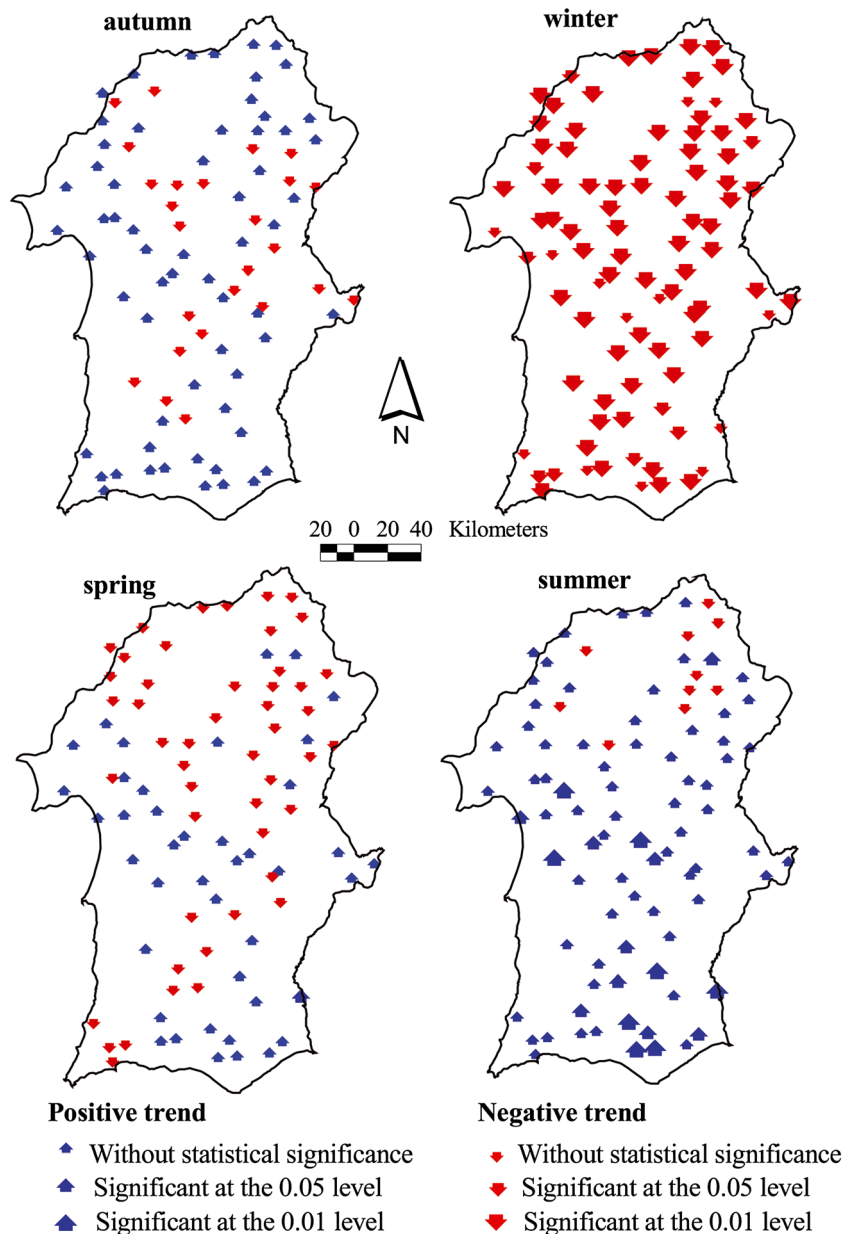 autumn
winter
N
20 0 20 40 Kilometers
spring
summer
Positive trend
Without statistical significance
Significant at the 0.05 level
Significant at the 0.01 level
Negative trend
Without statistical significance
Significant at the 0.05 level
Significant at the 0.01 level